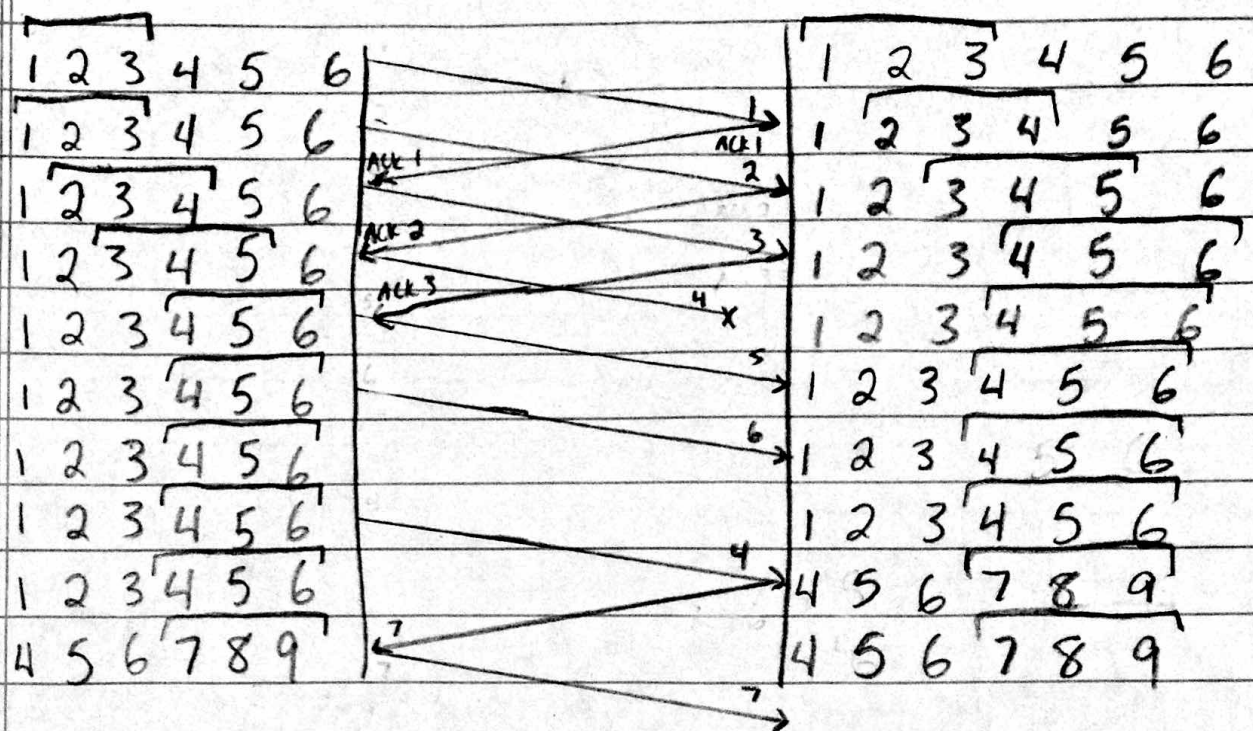 1 2 3 4 5 6 1 2 3 4 5 6
1 2 3 4 5 6 1 ACK 1 1 2 3 4 5 6
ACK 1 2
1 2 3 4 5 6 1 2 3 4 5 6
ACK 2 3
1 2 3 4 5 6 1 2 3 4 5 6
ACK 3 4 x
1 2 3 4 5 6 1 2 3 4 5 6
5
1 2 3 4 5 6 1 2 3 4 5 6
6
1 2 3 4 5 6 1 2 3 4 5 6
1 2 3 4 5 6 1 2 3 4 5 6
4
1 2 3 4 5 6 4 5 6 7 8 9
7
4 5 6 7 8 9 4 5 6 7 8 9
7